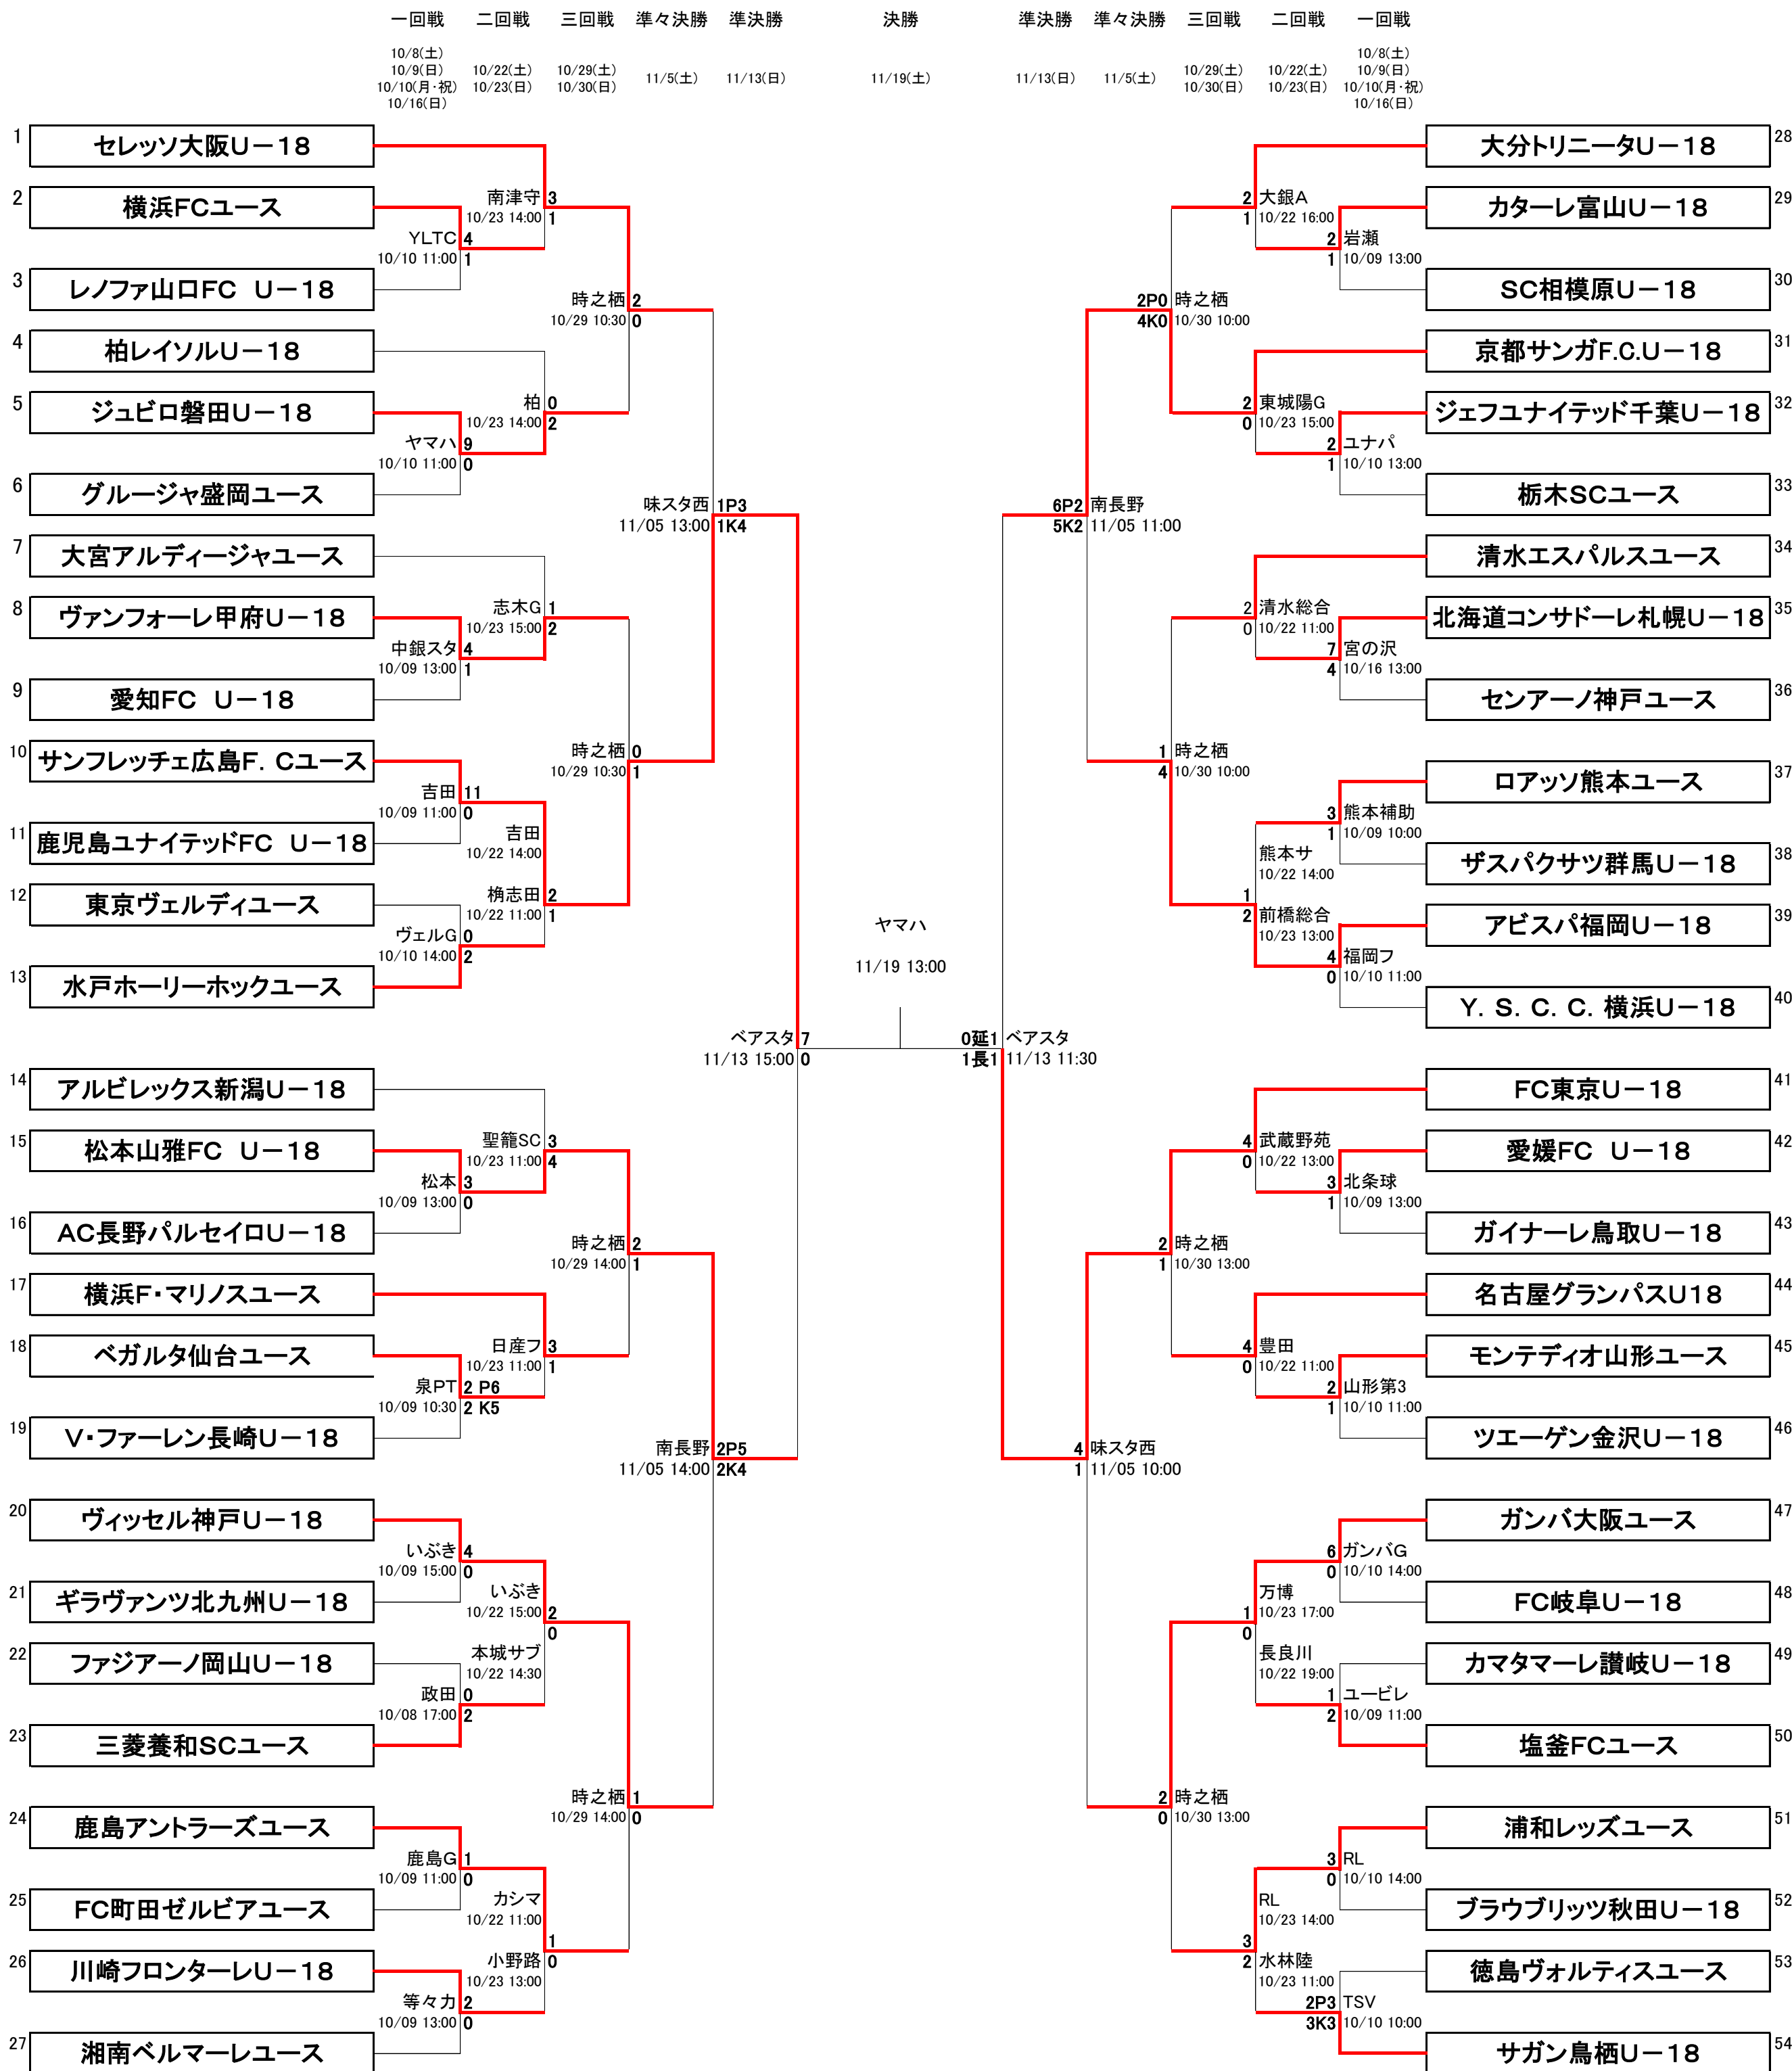 一回戦 二回戦 三回戦 準々決勝 準決勝 決勝 準決勝 準々決勝 三回戦 二回戦 一回戦
10/8(土)
10/9(日)
10/10(月・祝)
10/16(日)
10/22(土)
10/23(日)
10/29(土)
10/30(日)
11/5(土)
11/13(日)
11/19(土)
11/13(日)
11/5(土)
10/29(土)
10/30(日)
10/22(土)
10/23(日)
10/8(土)
10/9(日)
10/10(月・祝)
10/16(日)
1 セレッソ大阪U-18
南津守 3
10/23 14:00 1
2 横浜FCユース
YLTC 4
10/10 11:00 1
3 レノファ山口FC U-18
時之栖 2
10/29 10:30 0
4 柏レイソルU-18
柏 0
10/23 14:00 2
5 ジュビロ磐田U-18
ヤマハ 9
10/10 11:00 0
6 グルージャ盛岡ユース
味スタ西 1P3
11/05 13:00 1K4
7 大宮アルディージャユース
志木G 1
10/23 15:00 2
8 ヴァンフォーレ甲府U-18
中銀スタ 4
10/09 13:00 1
9 愛知FC U-18
時之栖 0
10/29 10:30 1
10 サンフレッチェ広島F.Cユース
吉田 11
10/09 11:00 0
11 鹿児島ユナイテッドFC U-18
吉田
10/22 14:00
12 東京ヴェルディユース
桷志田 2
10/22 11:00 1
ヴェルG 0
10/10 14:00 2
13 水戸ホーリーホックユース
ベアスタ 7
11/13 15:00 0
14 アルビレックス新潟U-18
聖籠SC 3
10/23 11:00 4
15 松本山雅FC U-18
松本 3
10/09 13:00 0
16 AC長野パルセイロU-18
時之栖 2
10/29 14:00 1
17 横浜F・マリノスユース
日産フ 3
10/23 11:00 1
18 ベガルタ仙台ユース
泉PT 2 P6
10/09 10:30 2 K5
19 V・ファーレン長崎U-18
南長野 2P5
11/05 14:00 2K4
20 ヴィッセル神戸U-18
いぶき 4
10/09 15:00 0
21 ギラヴァンツ北九州U-18
いぶき
10/22 15:00 2
0
22 ファジアーノ岡山U-18
本城サブ
10/22 14:30
政田 0
10/08 17:00 2
23 三菱養和SCユース
時之栖 1
10/29 14:00 0
24 鹿島アントラーズユース
鹿島G 1
10/09 11:00 0
25 FC町田ゼルビアユース
カシマ
10/22 11:00
1
26 川崎フロンターレU-18
小野路 0
10/23 13:00
等々力 2
10/09 13:00 0
27 湘南ベルマーレユース
ヤマハ
11/19 13:00
28 大分トリニータU-18
2 大銀A
1 10/22 16:00
29 カターレ富山U-18
2 岩瀬
1 10/09 13:00
30 SC相模原U-18
2P0 時之栖
4K0 10/30 10:00
31 京都サンガF.C.U-18
2 東城陽G
0 10/23 15:00
32 ジェフユナイテッド千葉U-18
2 ユナパ
1 10/10 13:00
33 栃木SCユース
6P2 南長野
5K2 11/05 11:00
34 清水エスパルスユース
2 清水総合
0 10/22 11:00
35 北海道コンサドーレ札幌U-18
7 宮の沢
4 10/16 13:00
36 センアーノ神戸ユース
1 時之栖
4 10/30 10:00
37 ロアッソ熊本ユース
3 熊本補助
1 10/09 10:00
38 ザスパクサツ群馬U-18
熊本サ
10/22 14:00
1
2 前橋総合
10/23 13:00
39 アビスパ福岡U-18
4 福岡フ
0 10/10 11:00
40 Y.S.C.C.横浜U-18
0延1 ベアスタ
1長1 11/13 11:30
41 FC東京U-18
4 武蔵野苑
0 10/22 13:00
42 愛媛FC U-18
3 北条球
1 10/09 13:00
43 ガイナーレ鳥取U-18
2 時之栖
1 10/30 13:00
44 名古屋グランパスU18
4 豊田
0 10/22 11:00
45 モンテディオ山形ユース
2 山形第3
1 10/10 11:00
46 ツエーゲン金沢U-18
4 味スタ西
1 11/05 10:00
47 ガンバ大阪ユース
6 ガンバG
0 10/10 14:00
48 FC岐阜U-18
万博
1 10/23 17:00
0
49 カマタマーレ讃岐U-18
長良川
10/22 19:00
1 ユービレ
2 10/09 11:00
50 塩釜FCユース
2 時之栖
0 10/30 13:00
51 浦和レッズユース
3 RL
0 10/10 14:00
52 ブラウブリッツ秋田U-18
RL
10/23 14:00
3
2 水林陸
10/23 11:00
53 徳島ヴォルティスユース
2P3 TSV
3K3 10/10 10:00
54 サガン鳥栖U-18